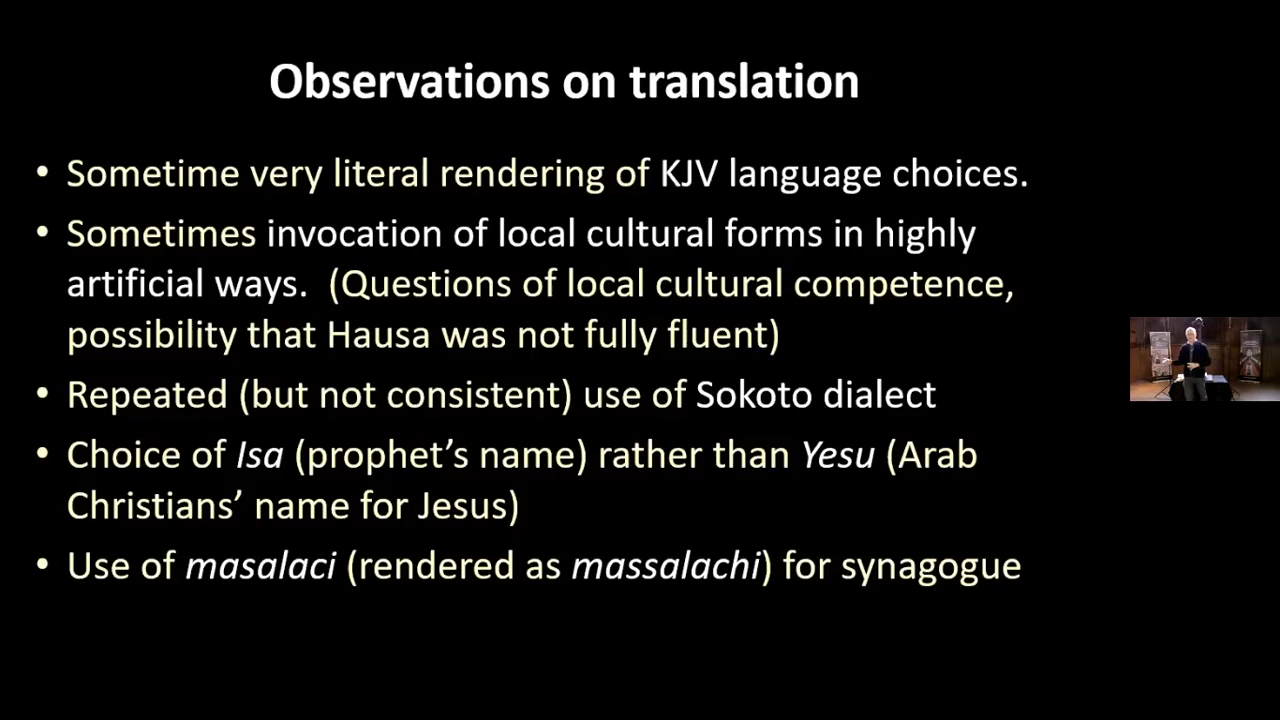 Observations on translation
• Sometime very literal rendering of KJV language choices.
• Sometimes invocation of local cultural forms in highly
artificial ways.  (Questions of local cultural competence,
possibility that Hausa was not fully fluent)
• Repeated (but not consistent) use of Sokoto dialect
• Choice of Isa (prophet’s name) rather than Yesu (Arab
Christians’ name for Jesus)
• Use of masalaci (rendered as massalachi) for synagogue